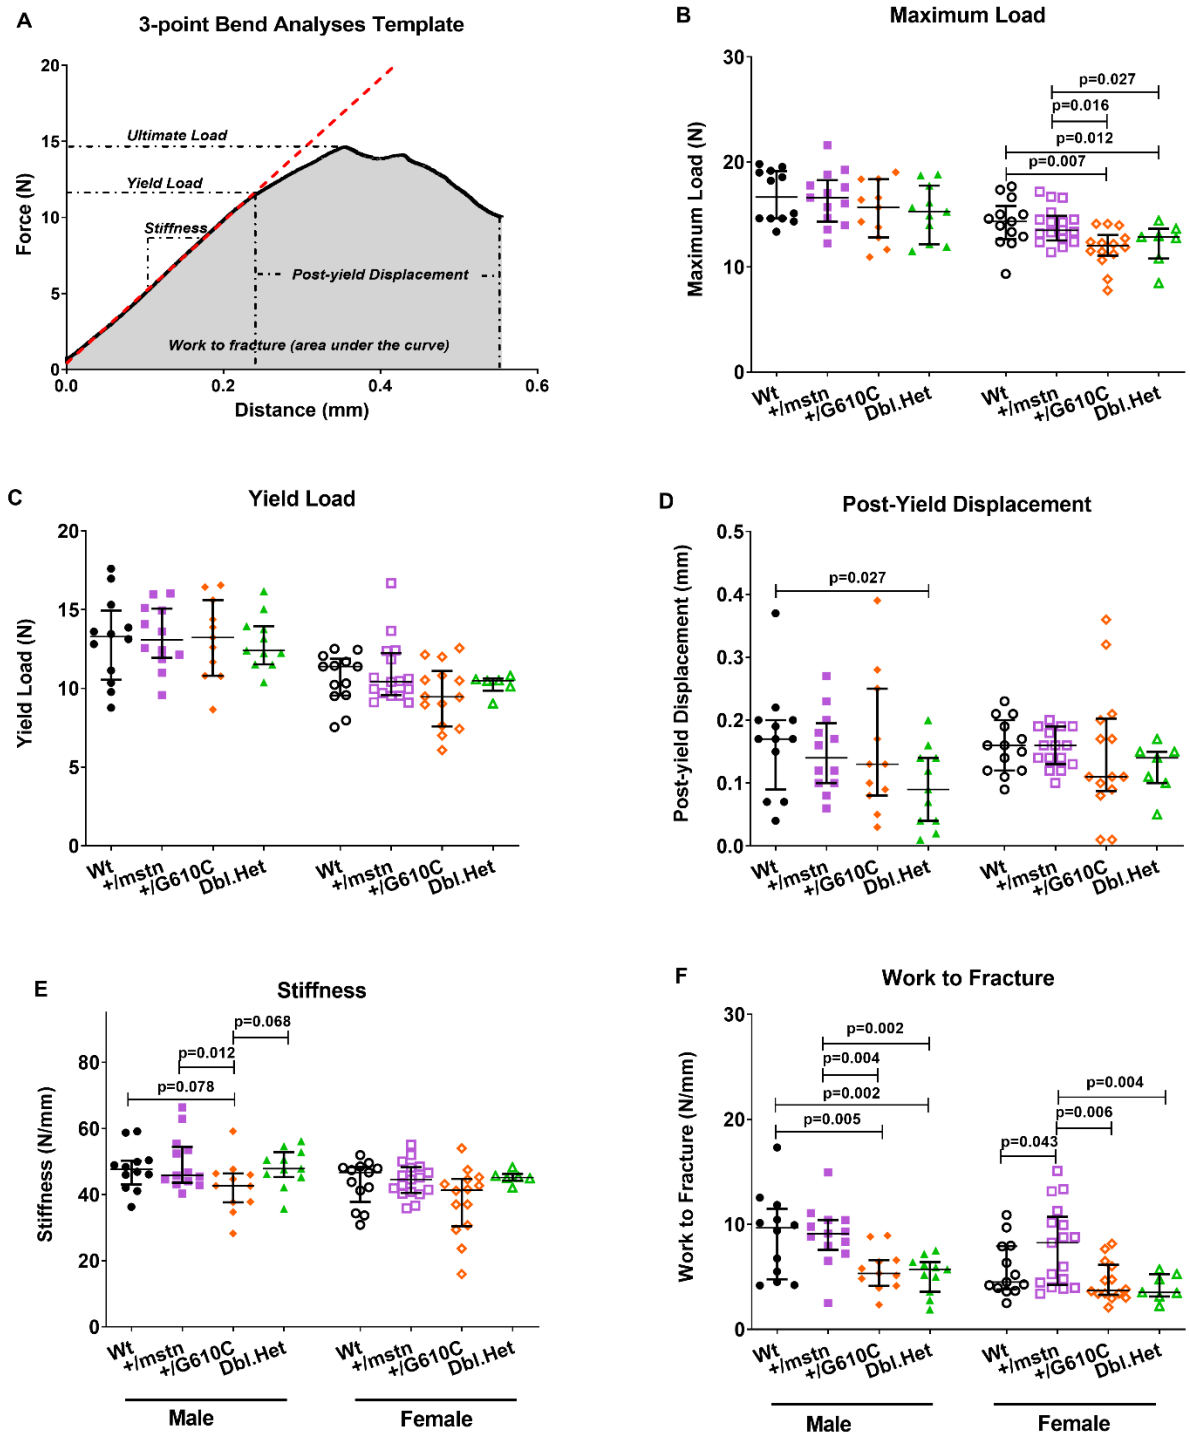 A
3-point Bend Analyses Template
20
15
10
5
0
Force (N)
Ultimate Load
Yield Load
Stiffness
Post-yield Displacement
Work to fracture (area under the curve)
0.0
0.2
0.4
0.6
Distance (mm)
B
Maximum Load
30
20
10
0
Maximum Load (N)
p=0.027
p=0.016
p=0.012
p=0.007
Wt
+/mstn
+/G610C
Dbl.Het
Wt
+/mstn
+/G610C
Dbl.Het
C
Yield Load
20
15
10
5
0
Yield Load (N)
Wt
+/mstn
+/G610C
Dbl.Het
Wt
+/mstn
+/G610C
Dbl.Het
D
Post-Yield Displacement
0.5
0.4
0.3
0.2
0.1
0.0
Post-yield Displacement (mm)
p=0.027
Wt
+/mstn
+/G610C
Dbl.Het
Wt
+/mstn
+/G610C
Dbl.Het
E
Stiffness
80
60
40
20
0
Stiffness (N/mm)
p=0.068
p=0.012
p=0.078
Wt
+/mstn
+/G610C
Dbl.Het
Wt
+/mstn
+/G610C
Dbl.Het
Male
Female
F
Work to Fracture
30
20
10
0
Work to Fracture (N/mm)
p=0.002
p=0.004
p=0.002
p=0.005
p=0.004
p=0.006
p=0.043
Wt
+/mstn
+/G610C
Dbl.Het
Wt
+/mstn
+/G610C
Dbl.Het
Male
Female